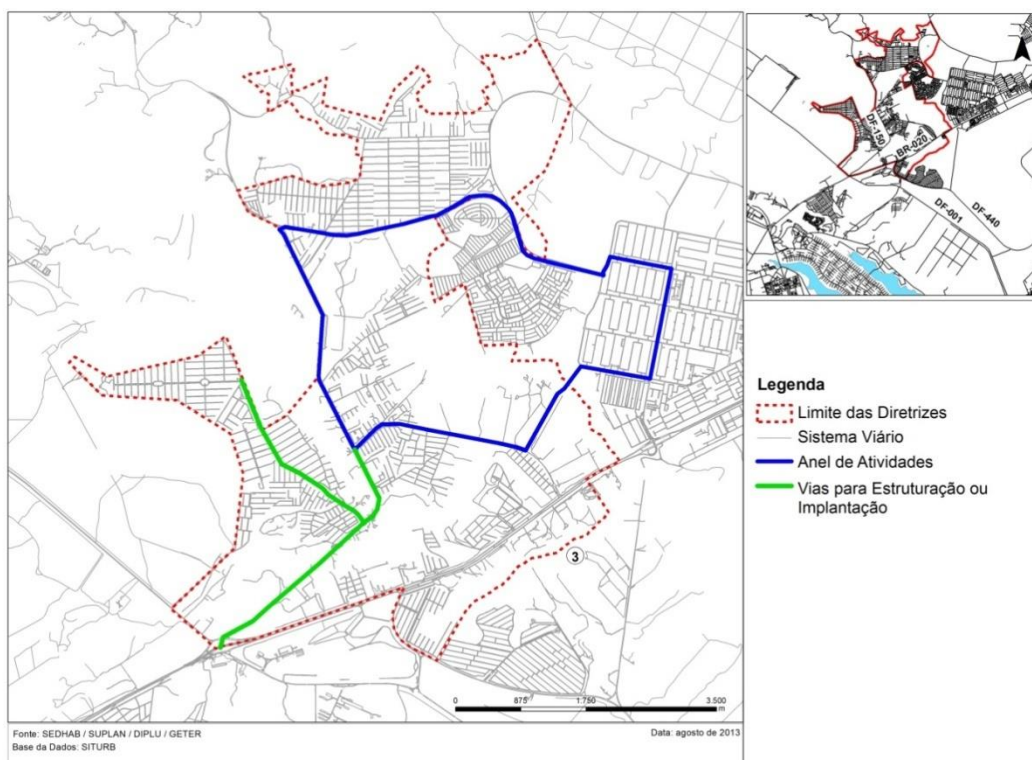 DF-150
BR-020
DF-001
DF-440
Legenda
Limite das Diretrizes
Sistema Viário
Anel de Atividades
Vias para Estruturação ou
Implantação
3
0 875 1.750 3.500
m
Fonte: SEDHAB / SUPLAN / DIPLU / GETER
Data: agosto de 2013
Base da Dados: SITURB